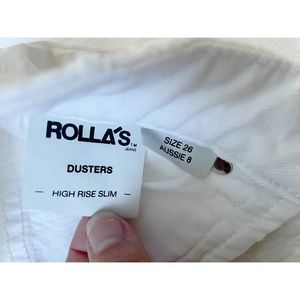 ROLLA'S T.M
JEANS
DUSTERS
— HIGH RISE SLIM —
SIZE 26
AUSSIE 8